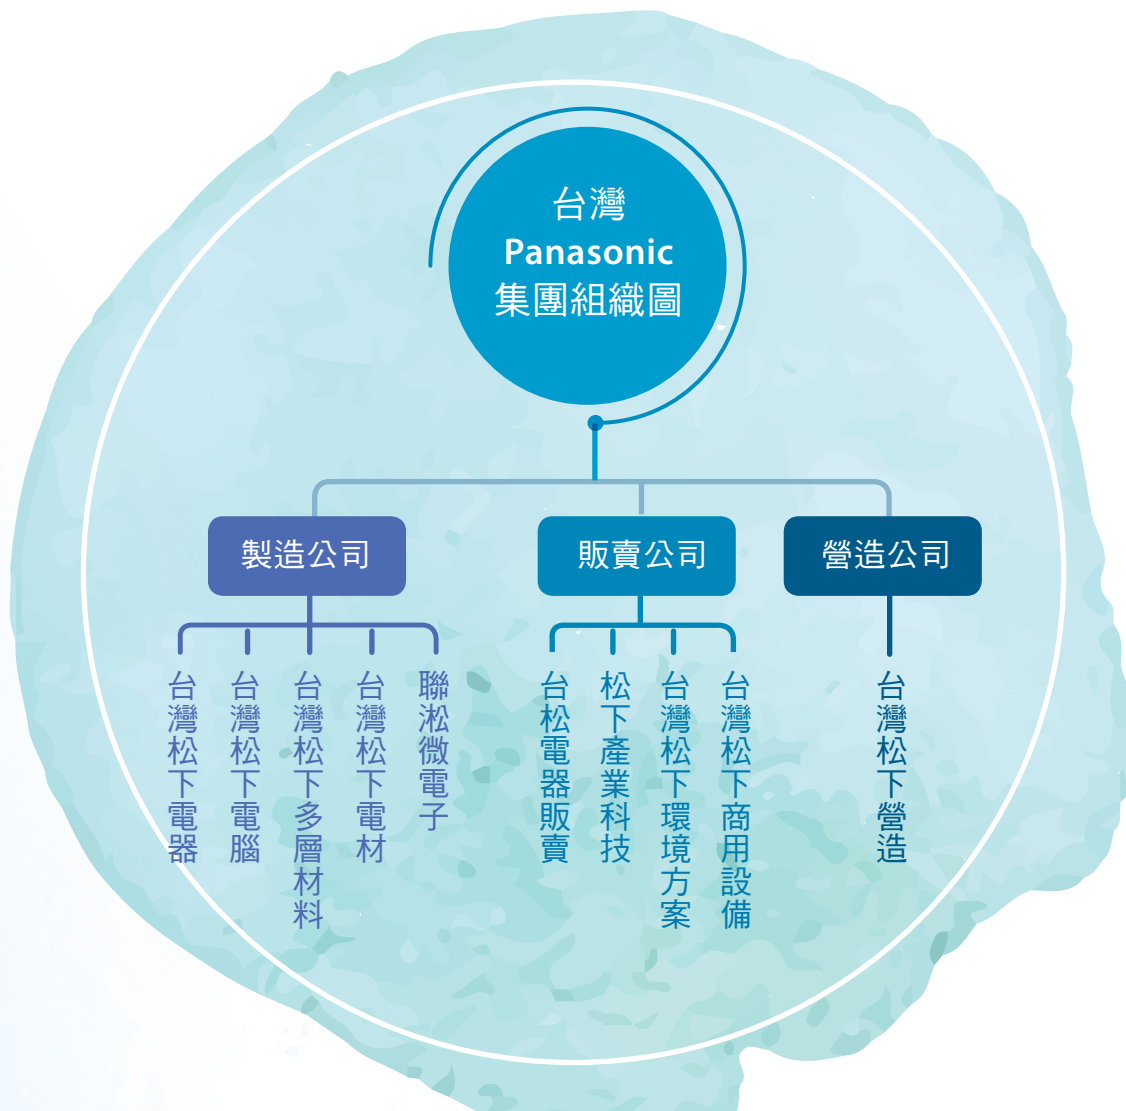 台灣
Panasonic
集團組織圖
製造公司
販賣公司
營造公司
台灣松下電器
台灣松下電腦
台灣松下多層材料
台灣松下電材
聯淞微電子
台松電器販賣
松下產業科技
台灣松下環境方案
台灣松下商用設備
台灣松下營造